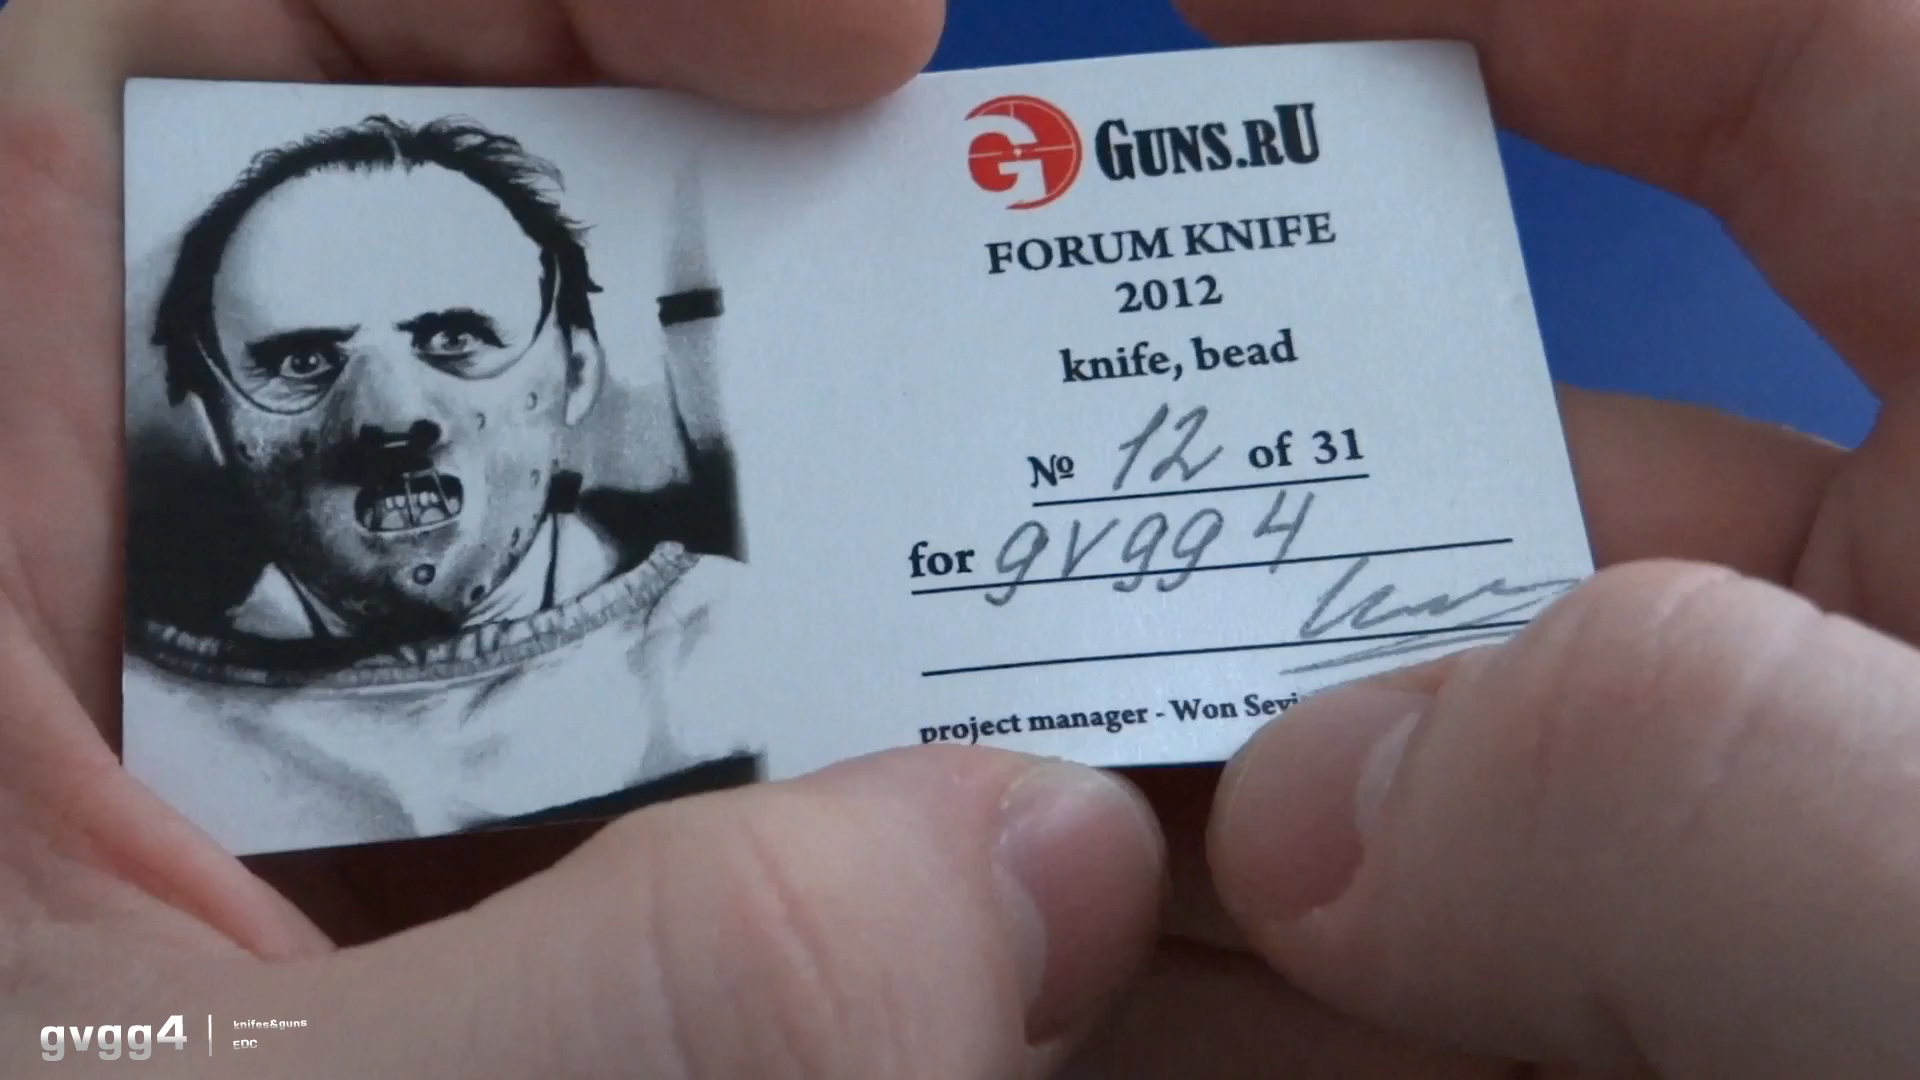 GUNS.RU
FORUM KNIFE
2012
knife, bead
№ 12 of 31
for gvgg4
project manager - Won
gvgg4
knifes&guns
EDC